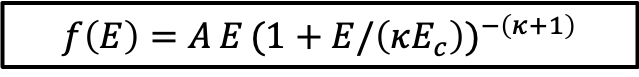 f(E) = A E (1 + E/(κE_c))^{-(κ+1)}